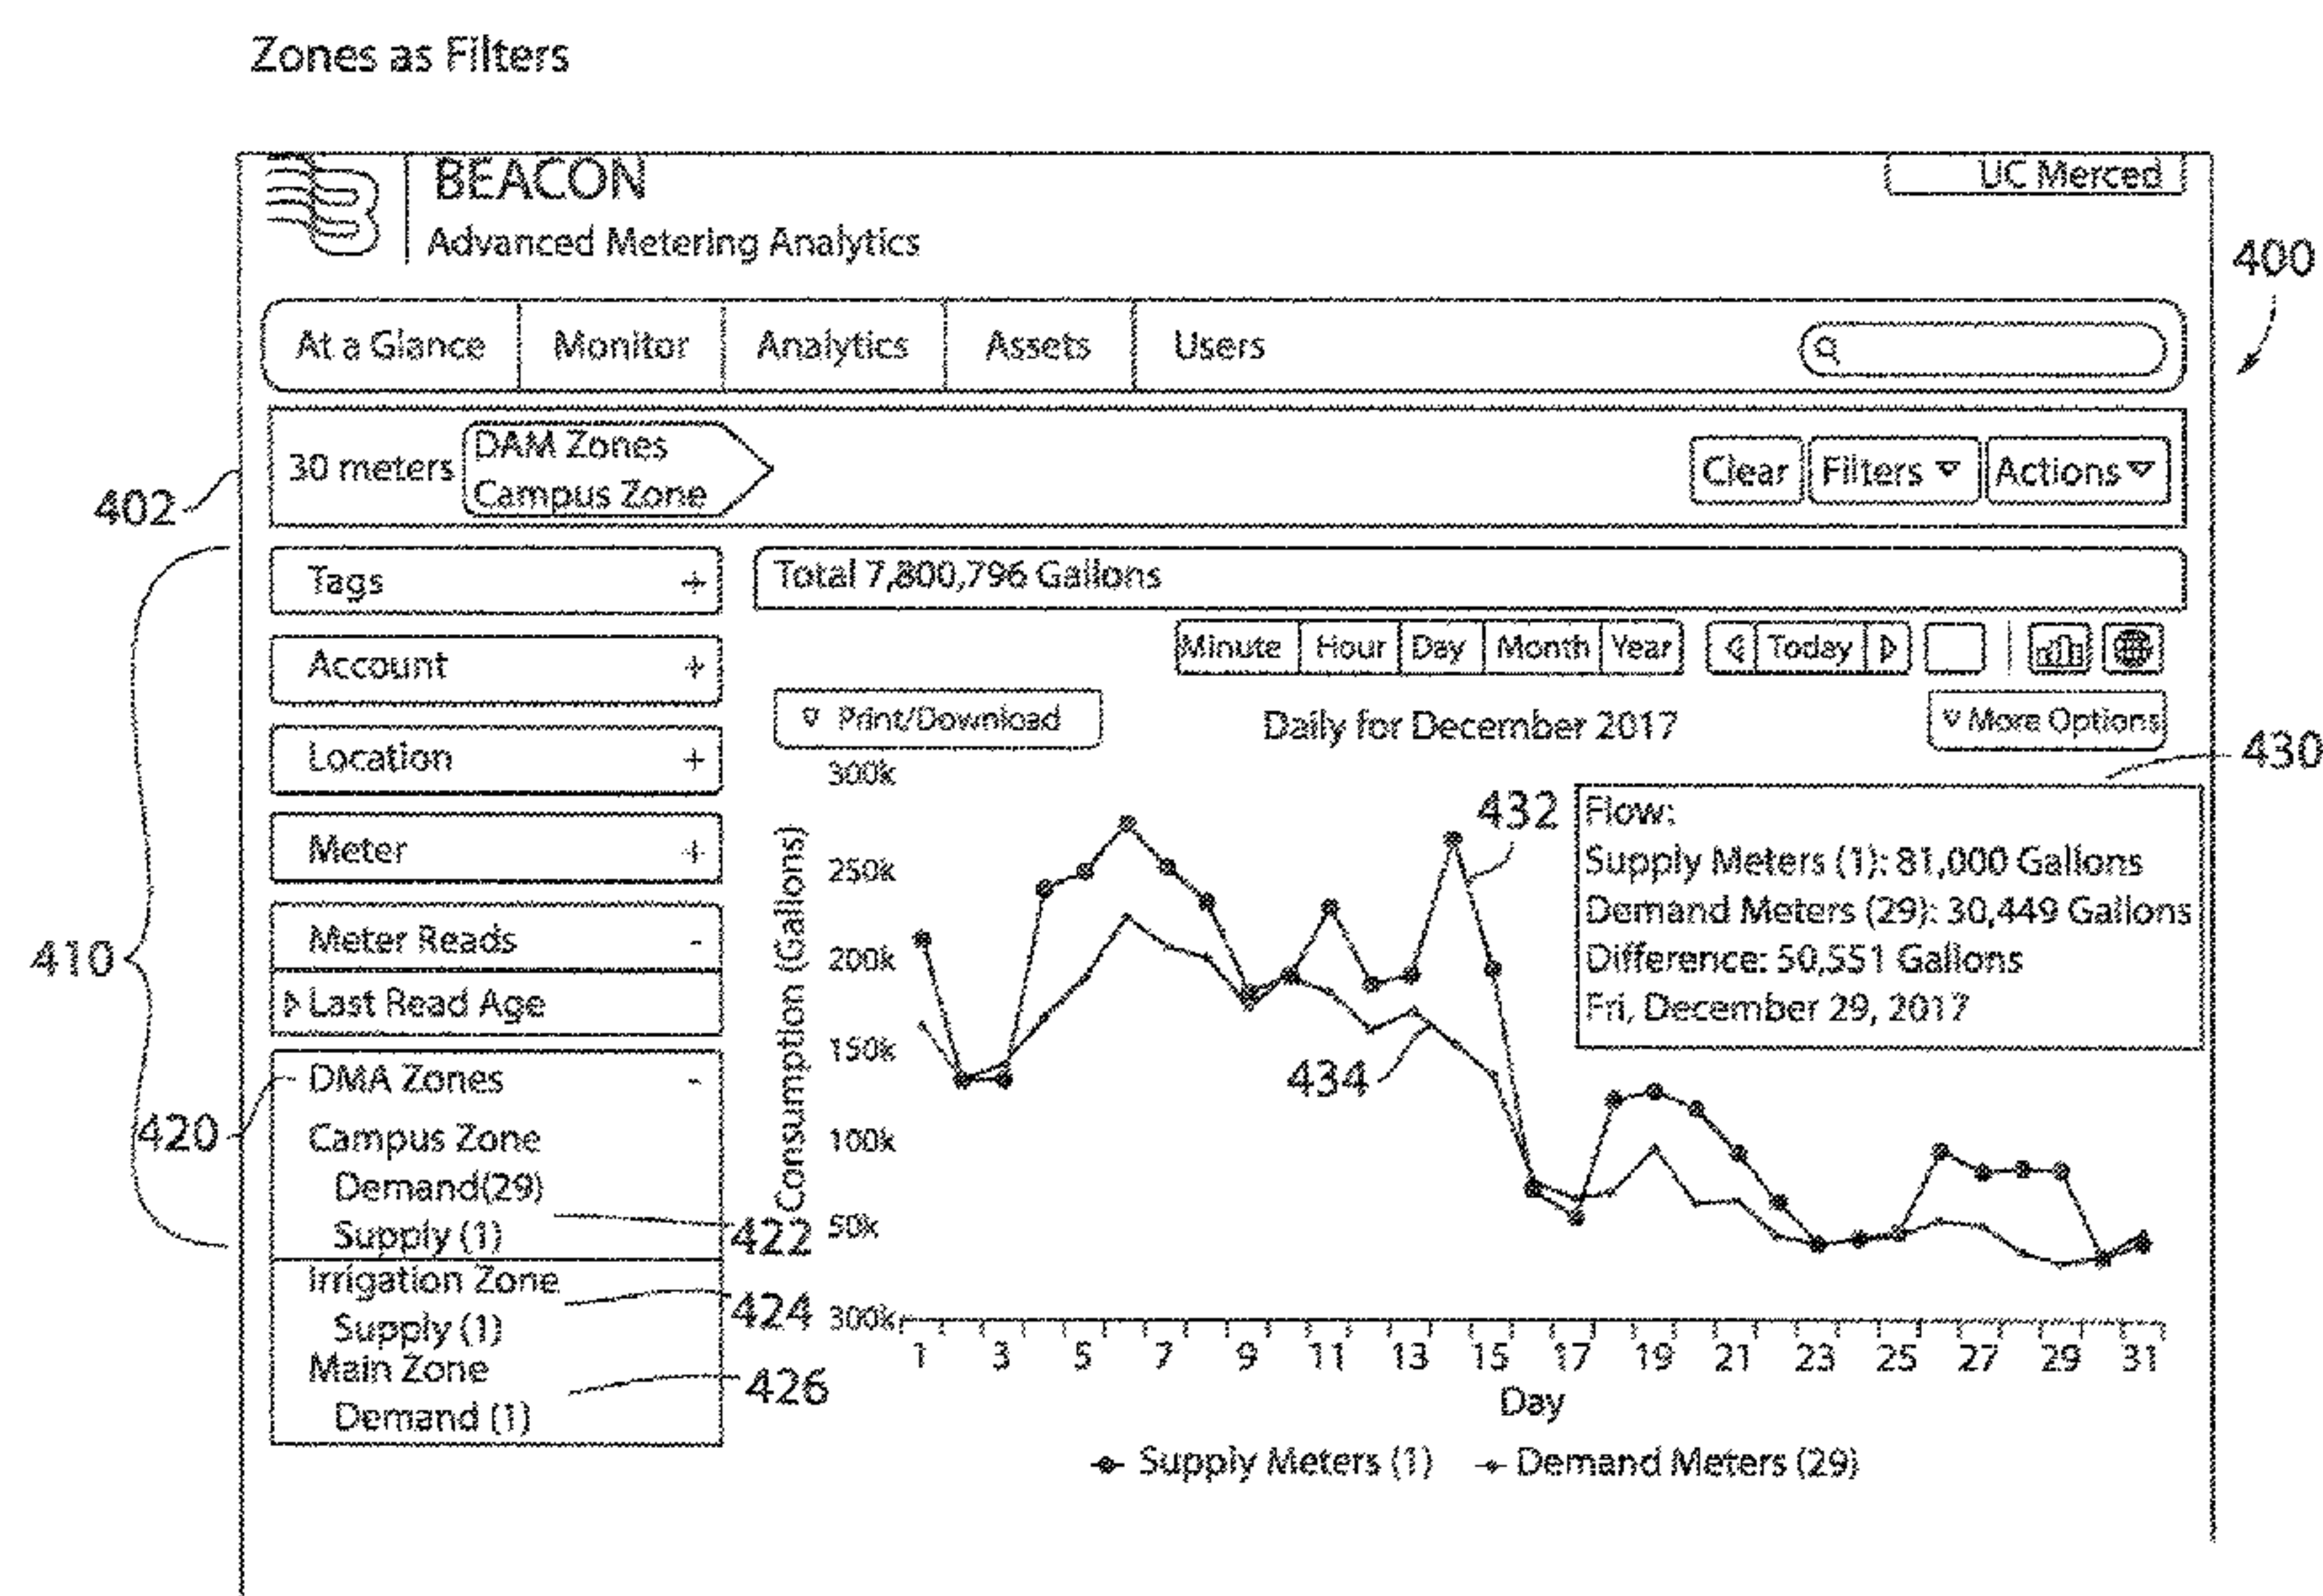 Zones as Filters
BEACON
Advanced Metering Analytics
UC Merced
400
At a Glance Monitor Analytics Assets Users
30 meters DAM Zones
Campus Zone
Clear Filters Actions
402
Tags +
Account +
Location +
Meter +
Meter Reads -
Last Read Age
410
420
DMA Zones -
Campus Zone
Demand(29)
Supply (1)
422
Irrigation Zone
Supply (1)
424
Main Zone
Demand (1)
426
Total 7,800,796 Gallons
Minute Hour Day Month Year Today
Print/Download
Daily for December 2017
More Options
430
Flow:
Supply Meters (1): 81,000 Gallons
Demand Meters (29): 30,449 Gallons
Difference: 50,551 Gallons
Fri, December 29, 2017
432
434
Consumption (Gallons)
300k
250k
200k
150k
100k
50k
300k
1 3 5 7 9 11 13 15 17 19 21 23 25 27 29 31
Day
Supply Meters (1) Demand Meters (29)